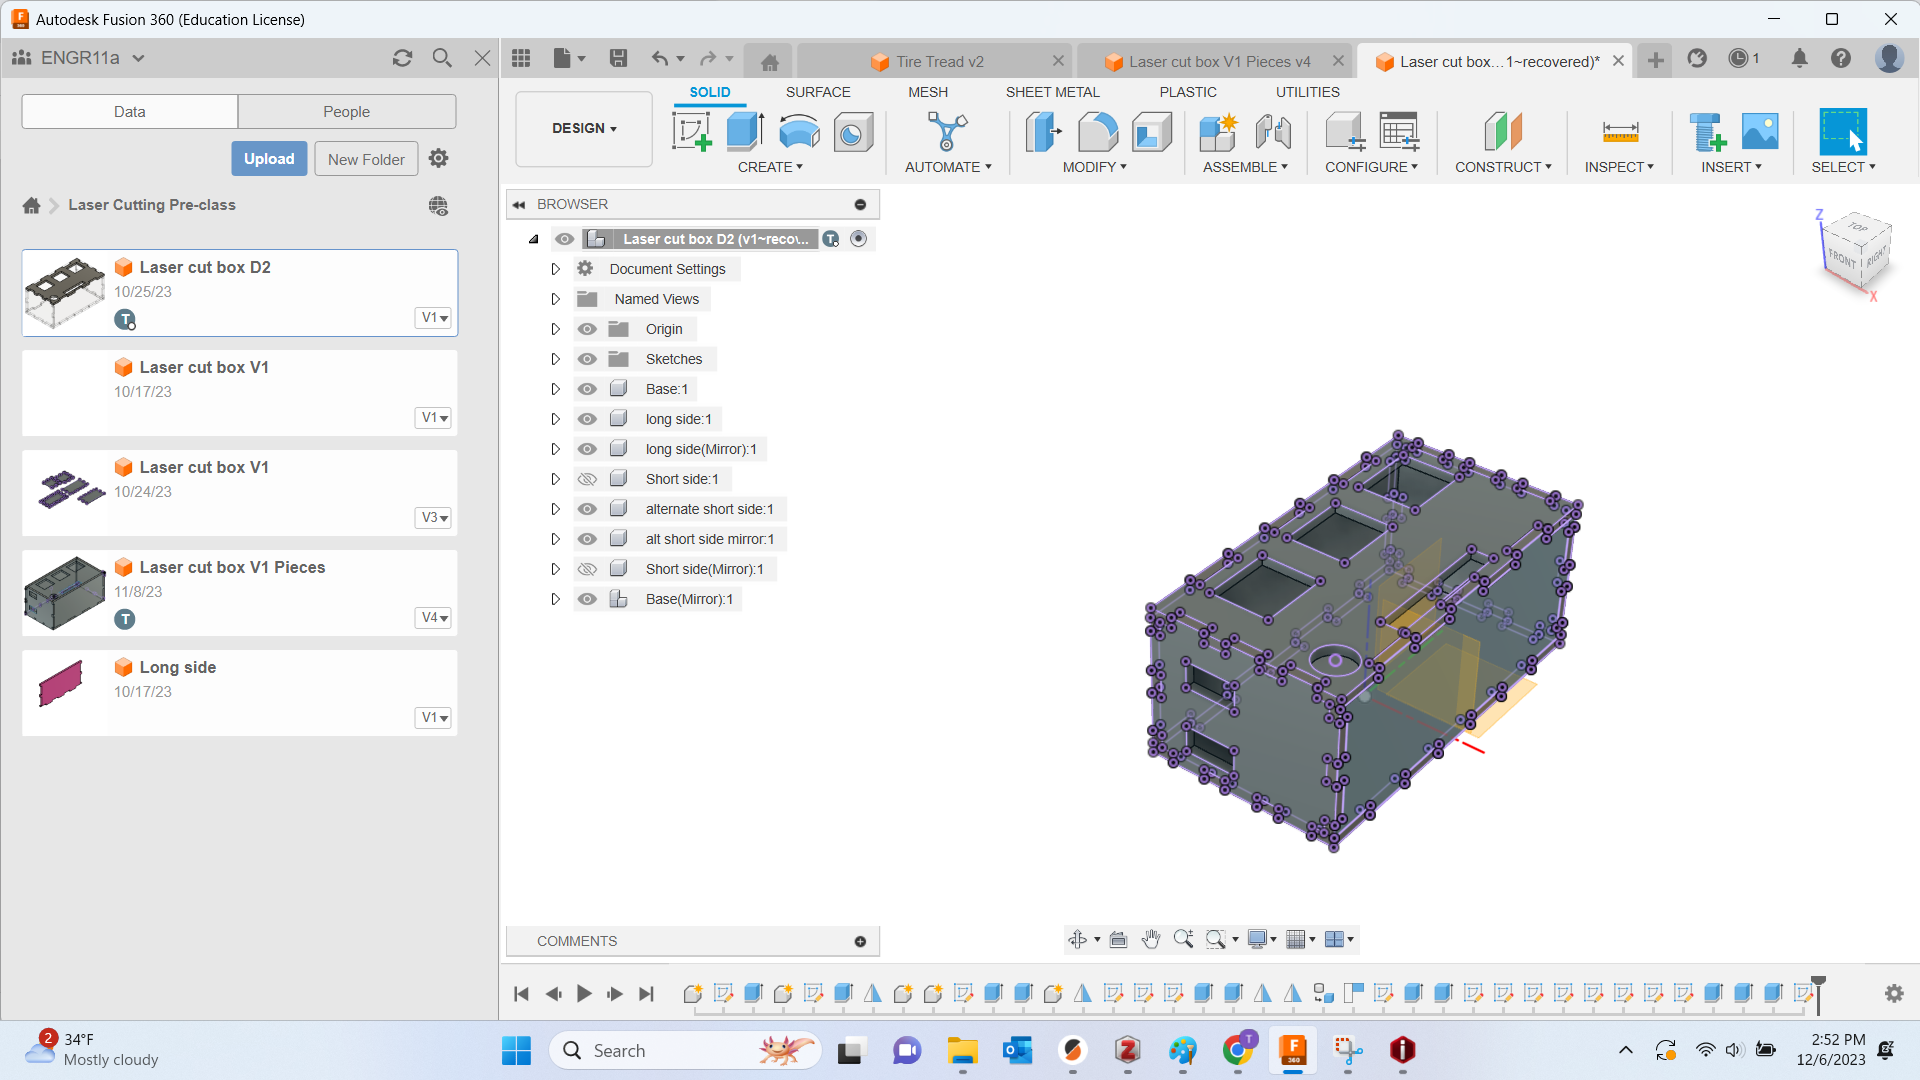 Autodesk Fusion 360 (Education License)
ENGR11a
Tire Tread v2
Laser cut box V1 Pieces v4
Laser cut box...1~recovered)*
1
Data
People
Upload
New Folder
Laser Cutting Pre-class
Laser cut box D2
10/25/23
T
V1
Laser cut box V1
10/17/23
V1
Laser cut box V1
10/24/23
V3
Laser cut box V1 Pieces
11/8/23
T
V4
Long side
10/17/23
V1
DESIGN
SOLID
SURFACE
MESH
SHEET METAL
PLASTIC
UTILITIES
CREATE
AUTOMATE
MODIFY
ASSEMBLE
CONFIGURE
CONSTRUCT
INSPECT
INSERT
SELECT
BROWSER
Laser cut box D2 (v1~recov...
T
Document Settings
Named Views
Origin
Sketches
Base:1
long side:1
long side(Mirror):1
Short side:1
alternate short side:1
alt short side mirror:1
Short side(Mirror):1
Base(Mirror):1
Z
TOP
FRONT
RIGHT
X
COMMENTS
2
34°F
Mostly cloudy
Search
T
F
360
2:52 PM
12/6/2023